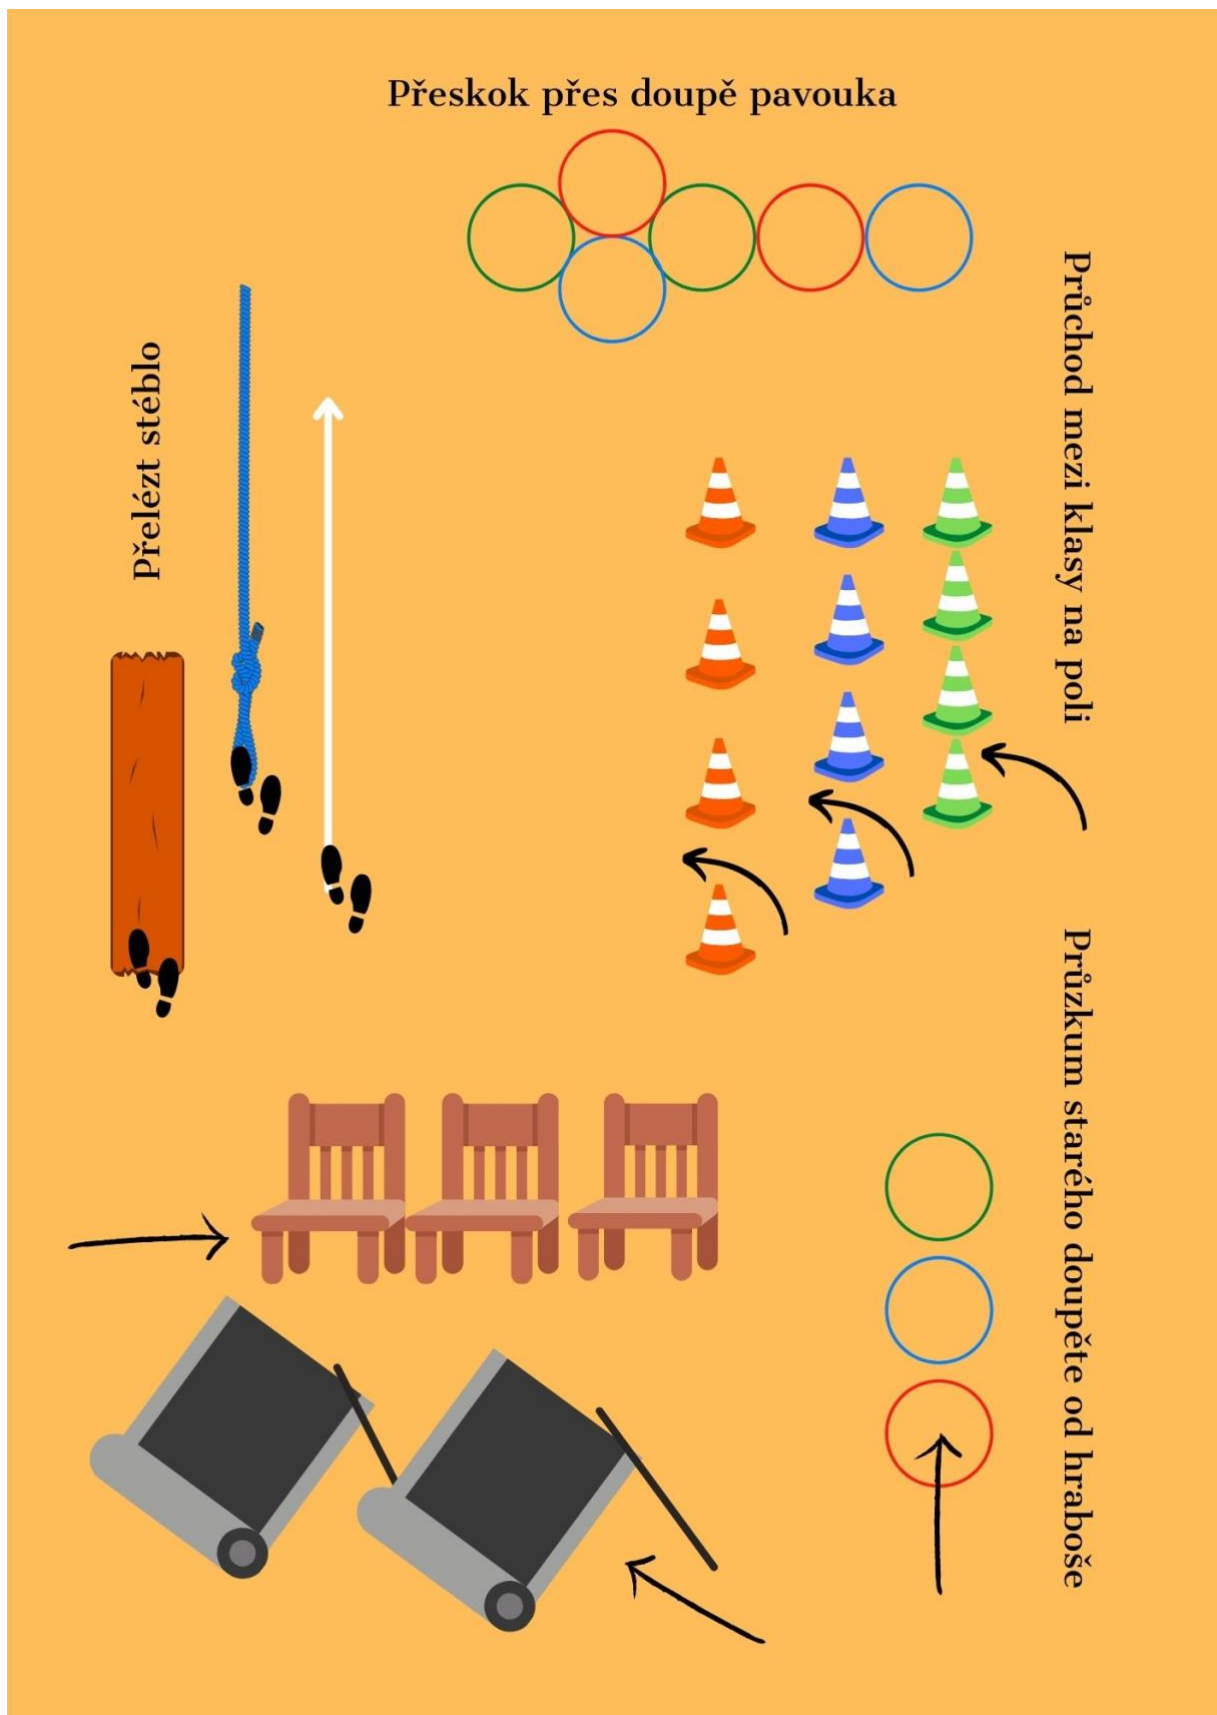 Přeskok přes doupě pavouka
Přelézt stéblo
Průchod mezi klasy na poli
Průzkum starého doupěte od hraboše